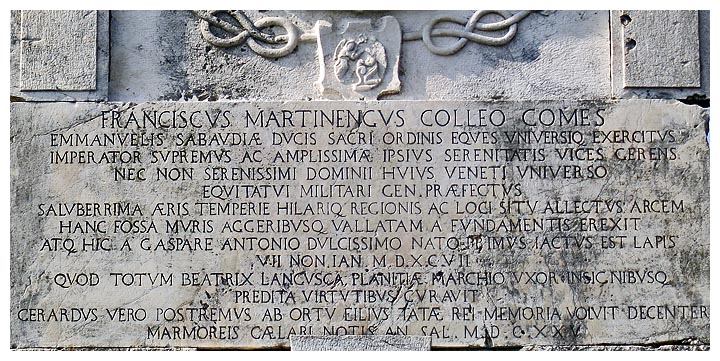 FRANCISCVS MARTINENGVS COLLEO COMES
EMMANVELIS SABAVDIÆ DVCIS SACRI ORDINIS EQVES VNIVERSIQ EXERCITVS
IMPERATOR SVPREMVS AC AMPLISSIMÆ IPSIVS SERENITATIS VICES GERENS
NEC NON SERENISSIMI DOMINII HVIVS VENETI VNIVERSO
EQVITATVI MILITARI GEN. PRÆFECTVS
SALVBERRIMA ÆRIS TEMPERIE HILARIQ REGIONIS AC LOCI SITV ALLECTVS ARCEM
HANC FOSSA MVRIS AGGERIBVSQ VALLATAM A FVNDAMENTIS EREXIT
ATQ HIC A GASPARE ANTONIO DVLCISSIMO NATO PRIMVS IACTVS EST LAPIS
VII NON. IAN. M.D.XCVII
QVOD TOTVM BEATRIX LANGVSCA PLANITIÆ MARCHIO VXOR INSIGNIBVSQ
PREDITA VIRTVTIBVS CVRAVIT
GERARDVS VERO POSTREMVS AB ORTV FILIVS TATÆ REI MEMORIA VOLVIT DECENTER
MARMOREIS CÆLARI NOTIS AN. SAL. M.D.C.XXV